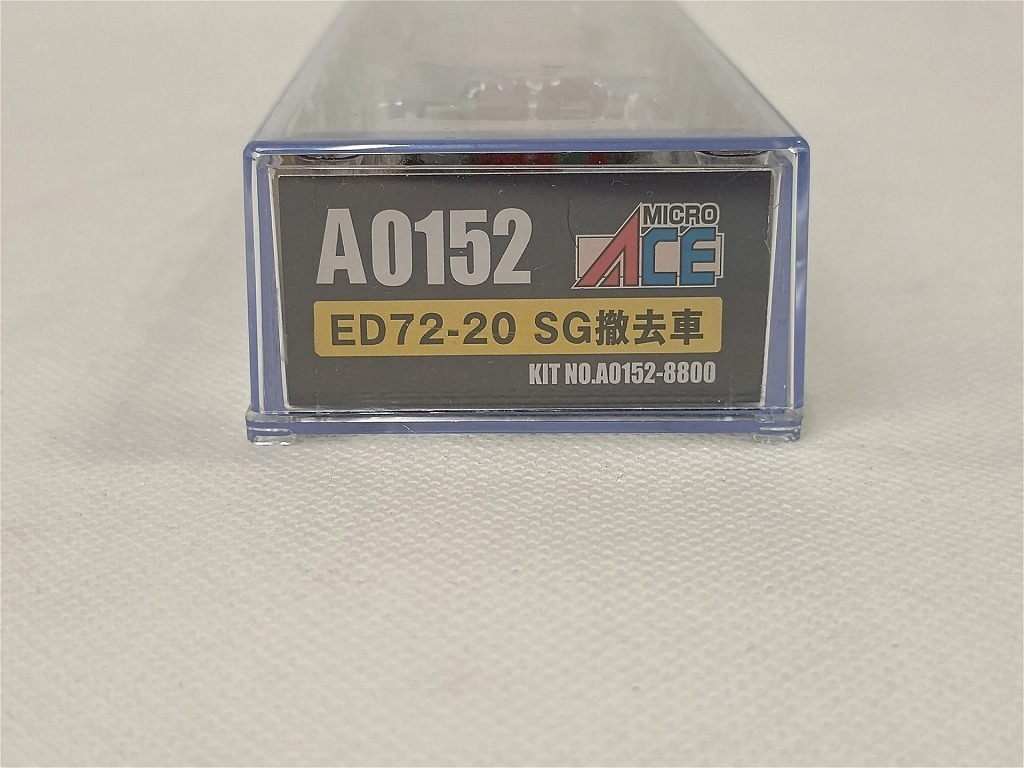 A0152
MICRO
ACE
ED72-20 SG撤去車
KIT NO.A0152-8800